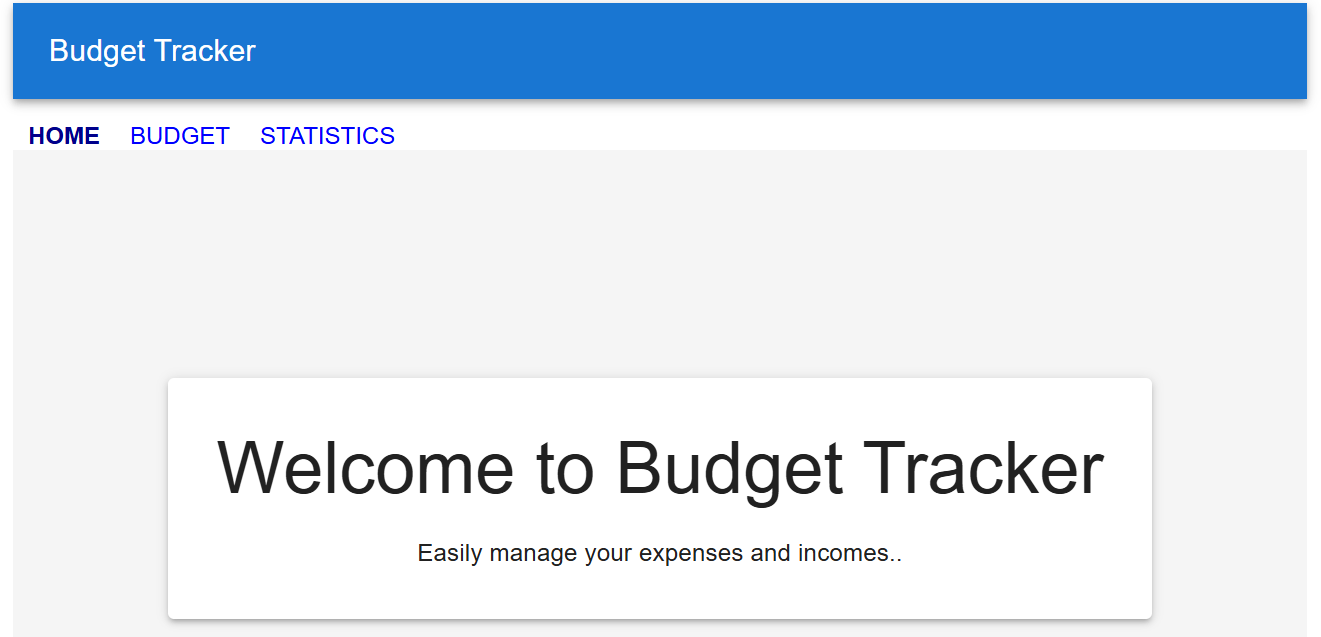 Budget Tracker
HOME BUDGET STATISTICS
Welcome to Budget Tracker
Easily manage your expenses and incomes..